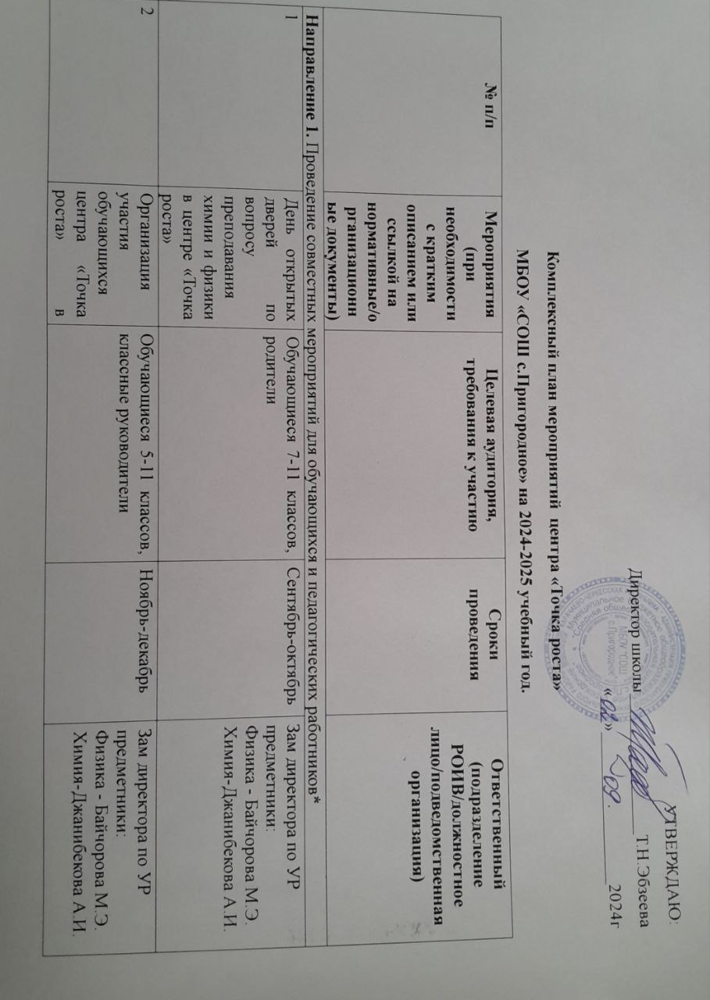 УТВЕРЖДАЮ:
Директор школы Т.Н.Эбзеева
«02» 09. 2024г
Комплексный план мероприятий центра «Точка роста»
МБОУ «СОШ с.Пригородное» на 2024-2025 учебный год.
№ п/п
Мероприятия
(при
необходимости
с кратким
описанием или
ссылкой на
нормативные/о
рганизационн
ые документы)
Целевая аудитория,
требования к участию
Сроки
проведения
Ответственный
(подразделение
РОИВ/должностное
лицо/подведомственная
организация)
Направление 1. Проведение совместных мероприятий для обучающихся и педагогических работников*
1
День открытых
дверей по
вопросу
преподавания
химии и физики
в центре «Точка
роста»
Обучающиеся 7-11 классов,
родители
Сентябрь-октябрь
Зам директора по УР
предметники:
Физика - Байчорова М.Э.
Химия-Джанибекова А.И.
2
Организация
участия
обучающихся
центра «Точка
роста» в
Обучающиеся 5-11 классов,
классные руководители
Ноябрь-декабрь
Зам директора по УР
предметники:
Физика - Байчорова М.Э.
Химия-Джанибекова А.И.